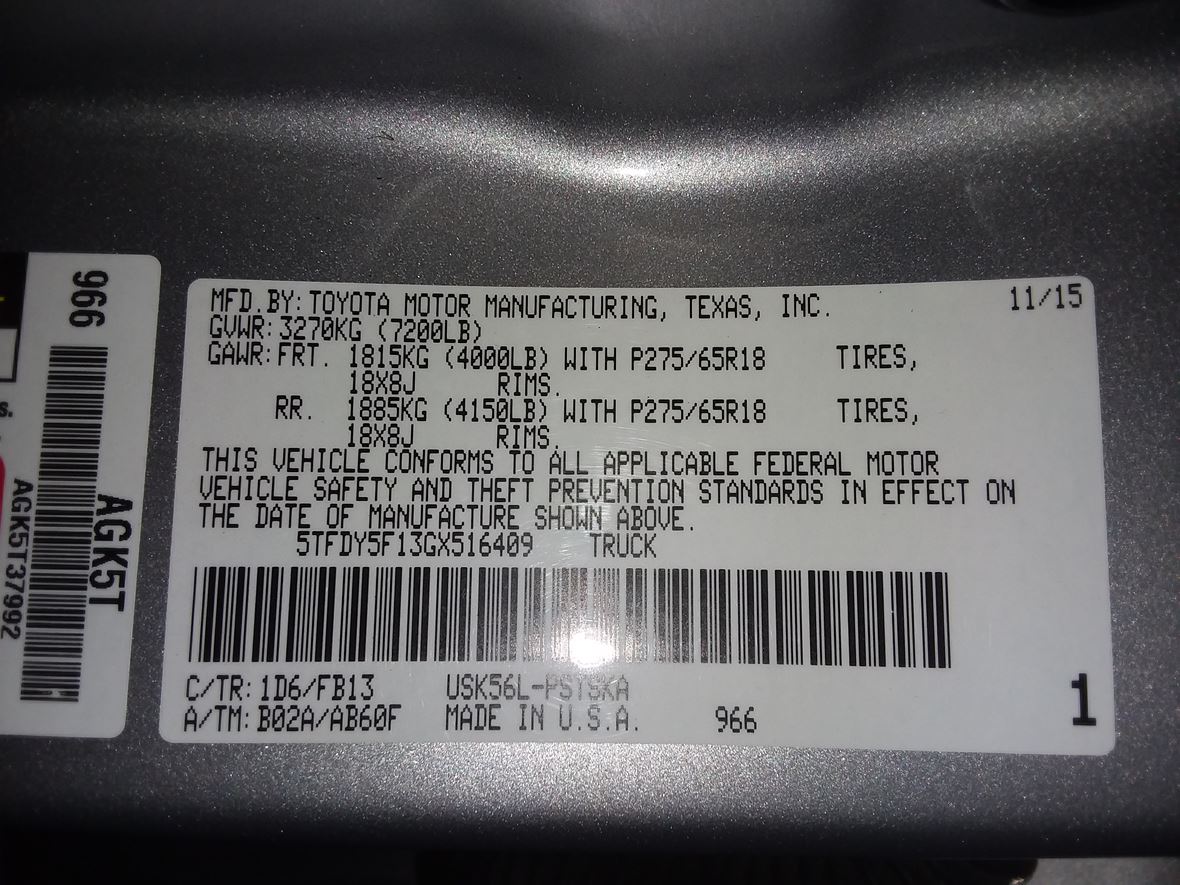 MFD.BY: TOYOTA MOTOR MANUFACTURING, TEXAS, INC. 11/15
GVWR: 3270KG (7200LB)
GAWR: FRT. 1815KG (4000LB) WITH P275/65R18 TIRES,
18X8J RIMS.
RR. 1885KG (4150LB) WITH P275/65R18 TIRES,
18X8J RIMS.
THIS VEHICLE CONFORMS TO ALL APPLICABLE FEDERAL MOTOR
VEHICLE SAFETY AND THEFT PREVENTION STANDARDS IN EFFECT ON
THE DATE OF MANUFACTURE SHOWN ABOVE.
5TFDY5F13GX516409 TRUCK
C/TR: 1D6/FB13 USK56L-PSTSKA
A/TM: B02A/AB60F MADE IN U.S.A. 966
1
966
AGK5T
AGK5T37992
s.